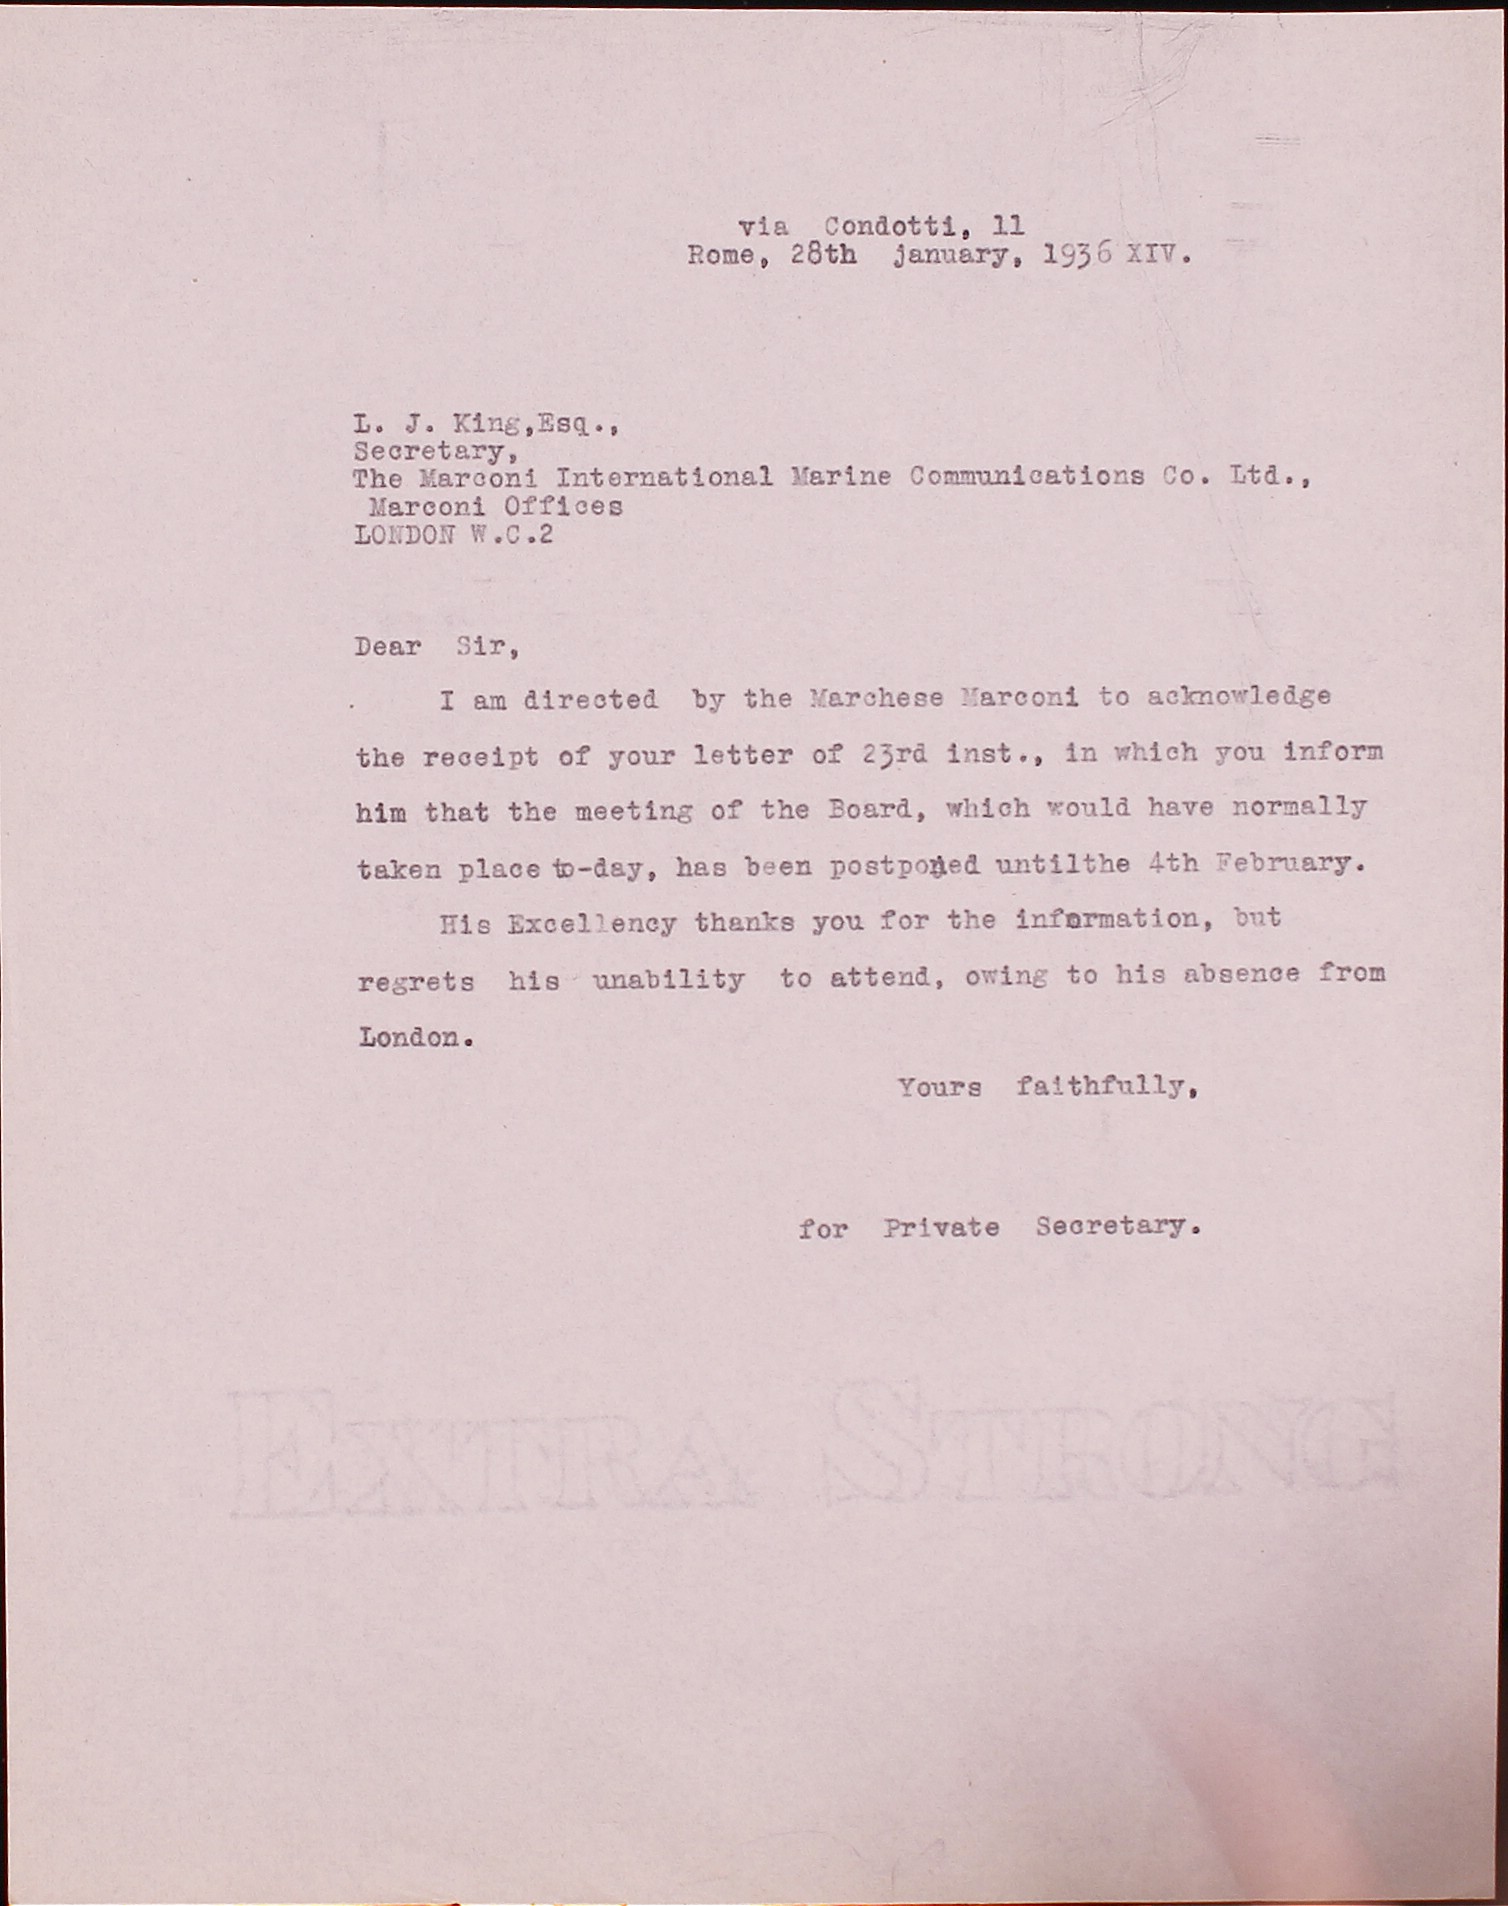 via Condotti, 11
Rome, 28th january, 1936 XIV.
L. J. King,Esq.,
Secretary,
The Marconi International Marine Communications Co. Ltd.,
Marconi Offices
LONDON W.C.2
Dear Sir,
I am directed by the Marchese Marconi to acknowledge
the receipt of your letter of 23rd inst., in which you inform
him that the meeting of the Board, which would have normally
taken place to-day, has been postponed untilthe 4th February.
His Excellency thanks you for the information, but
regrets his unability to attend, owing to his absence from
London.
Yours faithfully,
for Private Secretary.
EXTRA STRONG